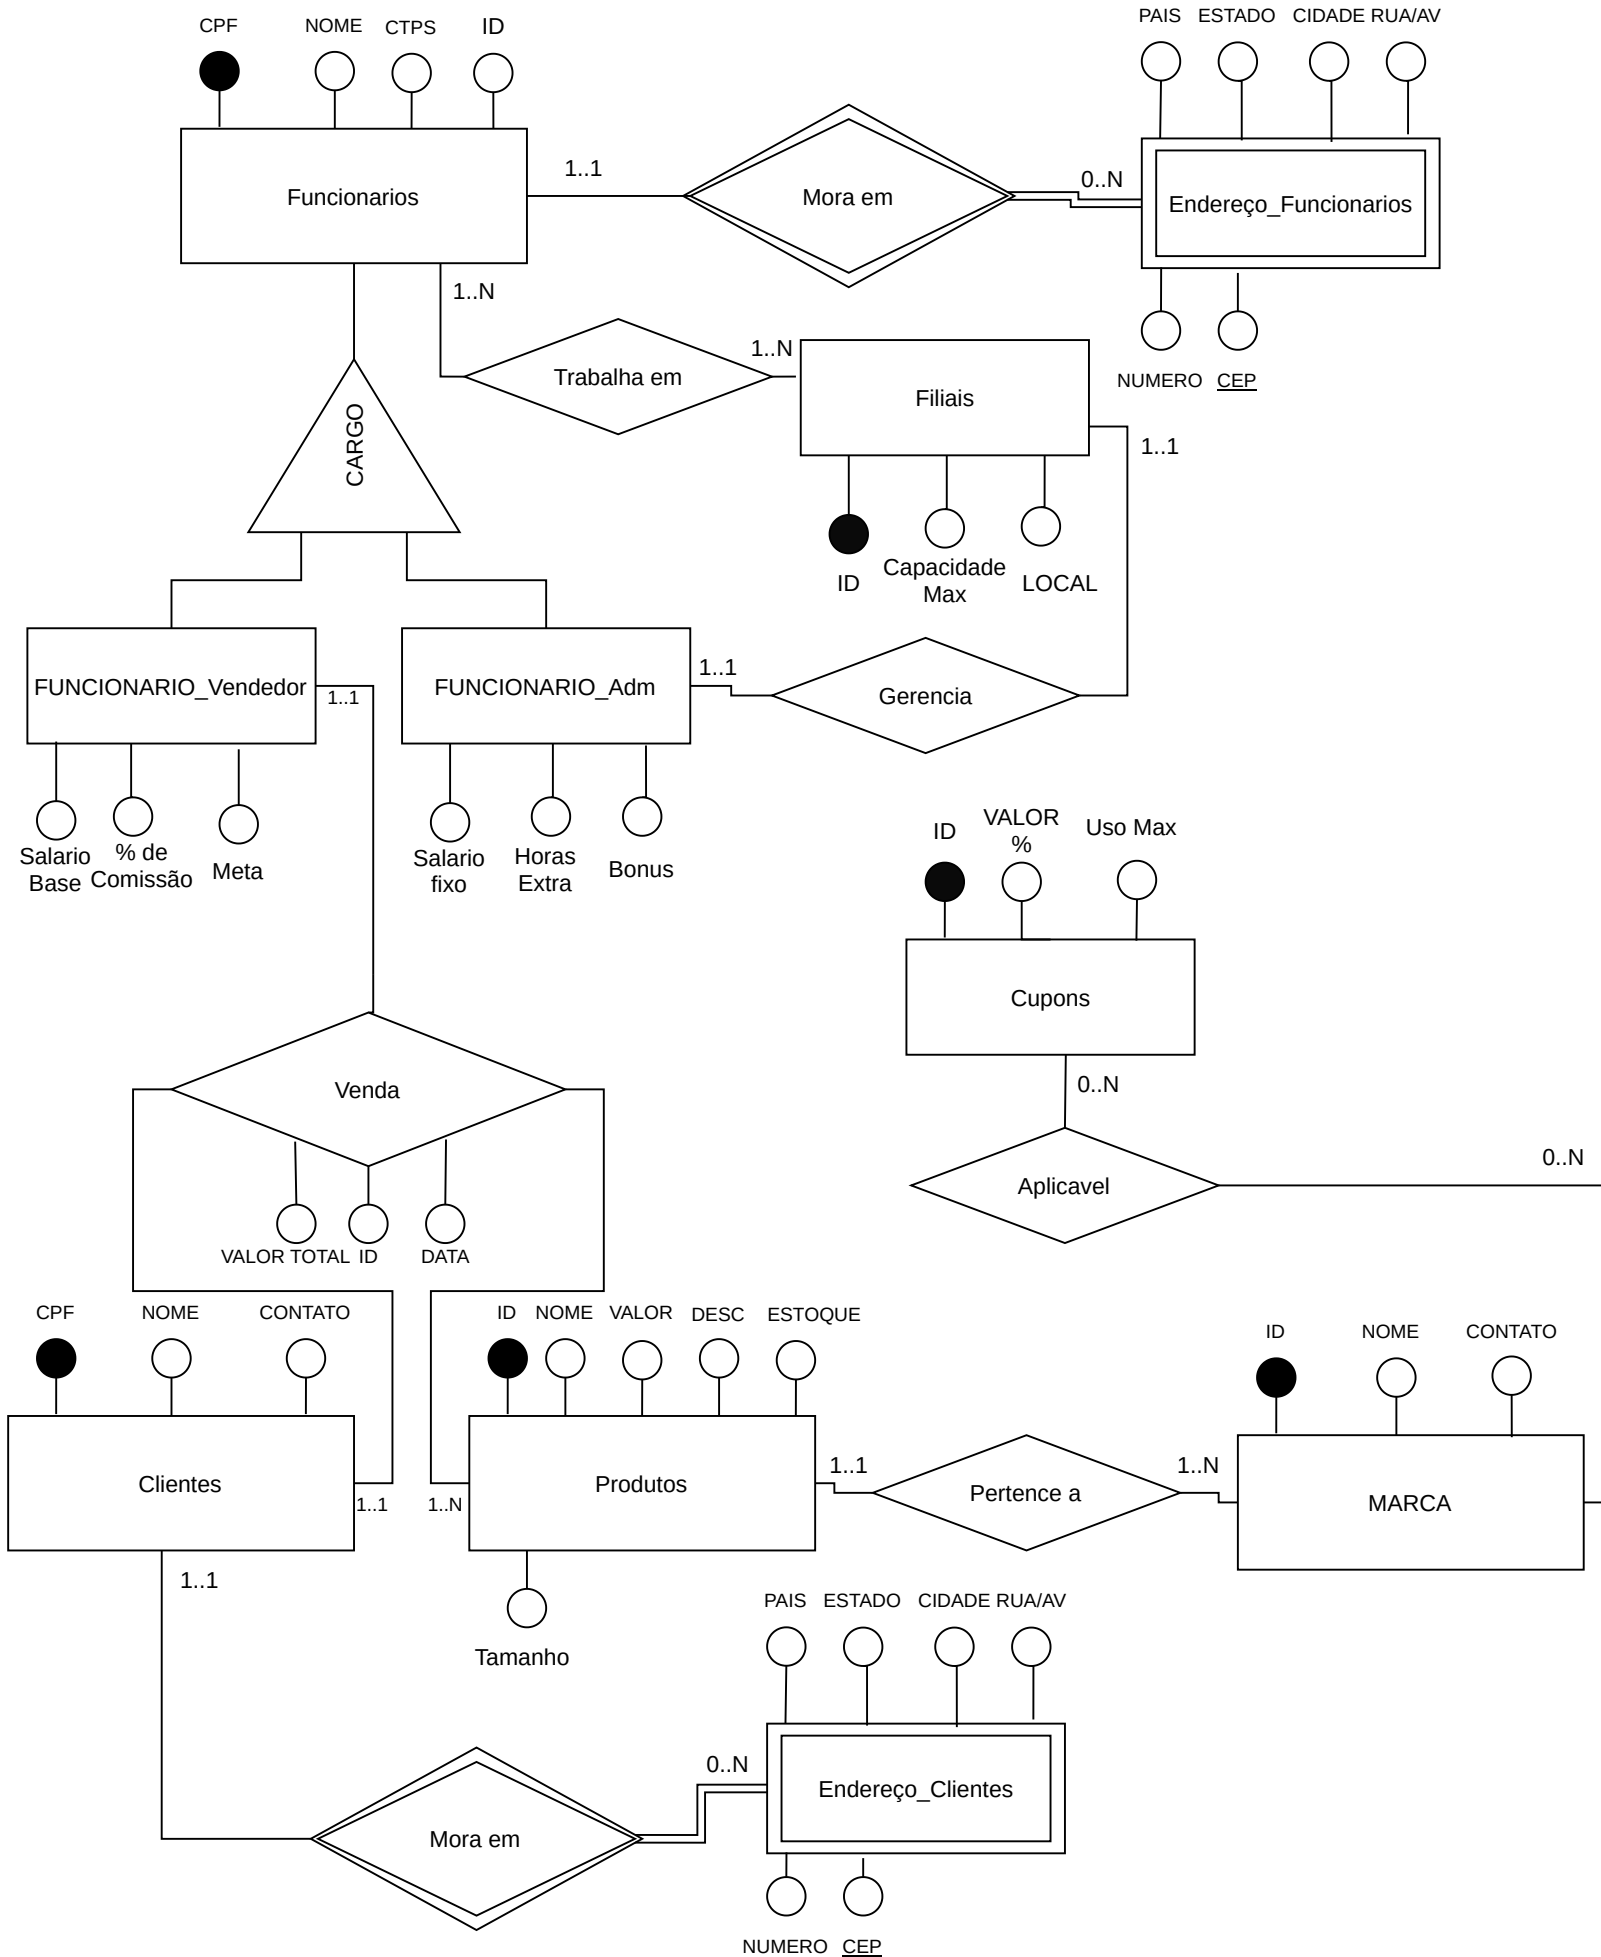 CPF
NOME
CTPS
ID
PAIS
ESTADO
CIDADE
RUA/AV
Funcionarios
1..1
Mora em
0..N
Endereço_Funcionarios
NUMERO
CEP
1..N
Trabalha em
1..N
Filiais
1..1
CARGO
ID
Capacidade
Max
LOCAL
FUNCIONARIO_Vendedor
1..1
FUNCIONARIO_Adm
1..1
Gerencia
Salario
Base
% de
Comissão
Meta
Salario
fixo
Horas
Extra
Bonus
ID
VALOR
%
Uso Max
Cupons
0..N
Venda
Aplicavel
0..N
VALOR TOTAL
ID
DATA
CPF
NOME
CONTATO
ID
NOME
VALOR
DESC
ESTOQUE
ID
NOME
CONTATO
Clientes
1..1
1..N
Produtos
1..1
Pertence a
1..N
MARCA
1..1
Tamanho
PAIS
ESTADO
CIDADE
RUA/AV
Mora em
0..N
Endereço_Clientes
NUMERO
CEP